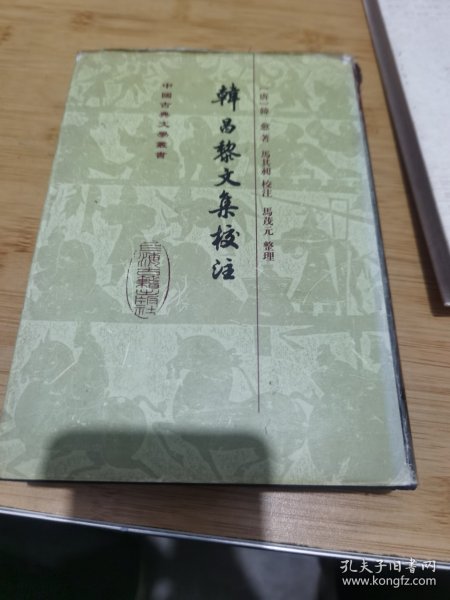 中國古典文學叢書
韓昌黎文集校注
〔唐〕韓 愈 著 馬其昶 校注 馬茂元 整理
上海古籍出版社
孔夫子旧书网
www.kongfz.com